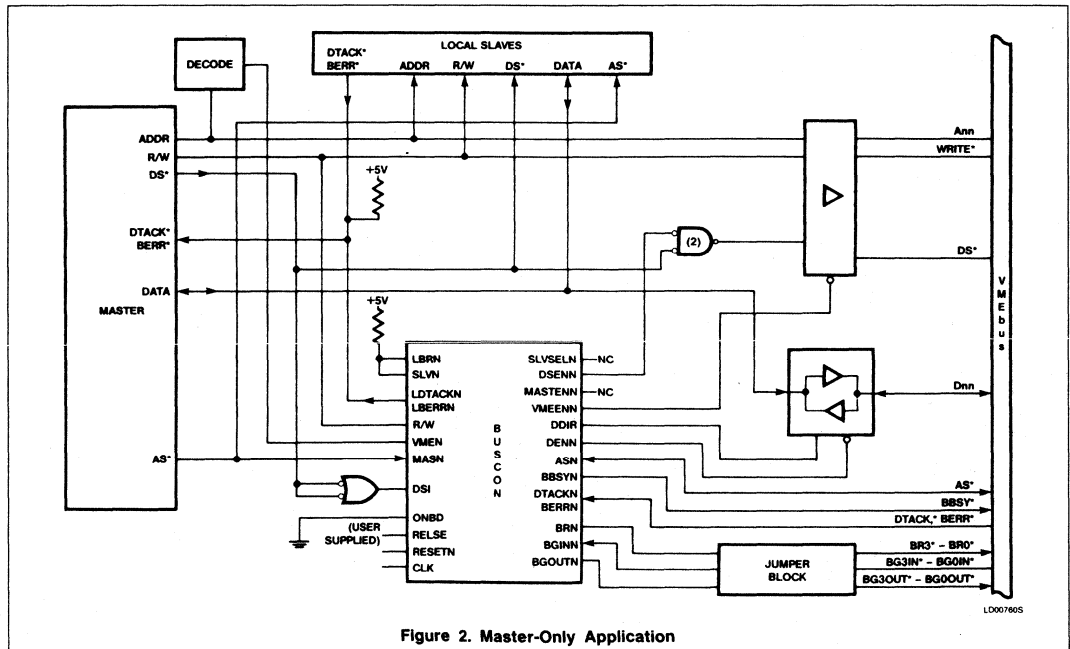 LOCAL SLAVES
DTACK*
BERR*
ADDR
R/W
DS*
DATA
AS*
DECODE
MASTER
ADDR
R/W
DS*
DTACK*
BERR*
DATA
AS*
+5V
+5V
(2)
Ann
WRITE*
DS*
VMEbus
Dnn
AS*
BBSY*
DTACK,* BERR*
BR3* – BR0*
BG3IN* – BG0IN*
BG3OUT* – BG0OUT*
JUMPER
BLOCK
BUSCON
LBRN
SLVN
LDTACKN
LBERRN
R/W
VMEN
MASN
DSI
ONBD
RELSE
RESETN
CLK
(USER
SUPPLIED)
SLVSELN
NC
DSENN
MASTENN
NC
VMEENN
DDIR
DENN
ASN
BBSYN
DTACKN
BERRN
BRN
BGINN
BGOUTN
LD00760S
Figure 2. Master-Only Application